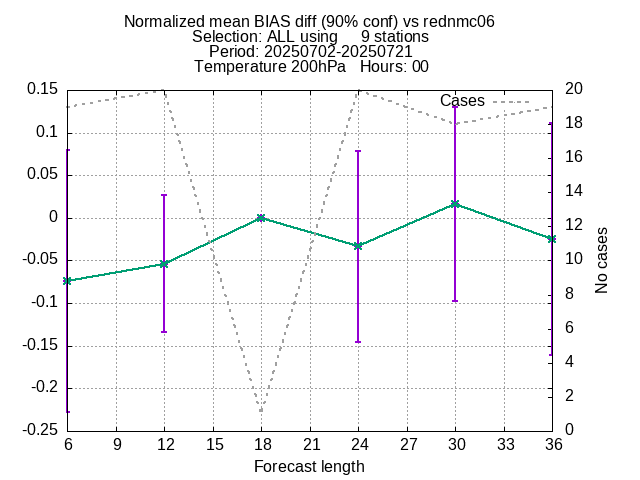 Normalized mean BIAS diff (90% conf) vs rednmc06
Selection: ALL using     9 stations
Period: 20250702-20250721
Temperature 200hPa   Hours: 00
Cases
0.15
0.1
0.05
0
-0.05
-0.1
-0.15
-0.2
-0.25
20
18
16
14
12
10
8
6
4
2
0
No cases
6 9 12 15 18 21 24 27 30 33 36
Forecast length